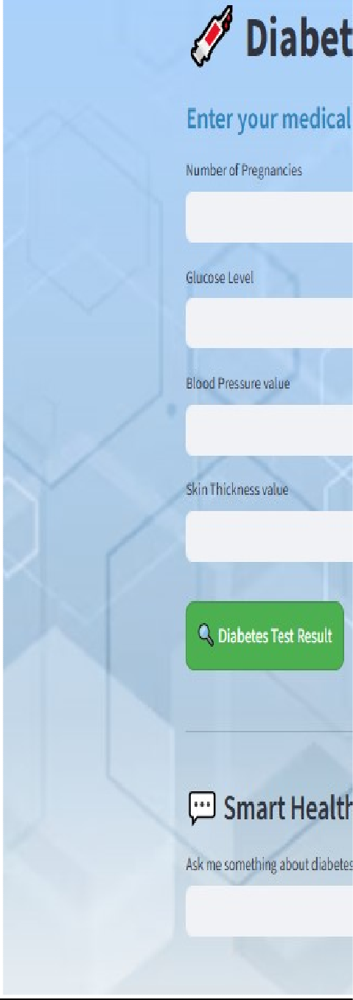 Diabet
Enter your medical
Number of Pregnancies
Glucose Level
Blood Pressure value
Skin Thickness value
Diabetes Test Result
Smart Health
Ask me something about diabetes